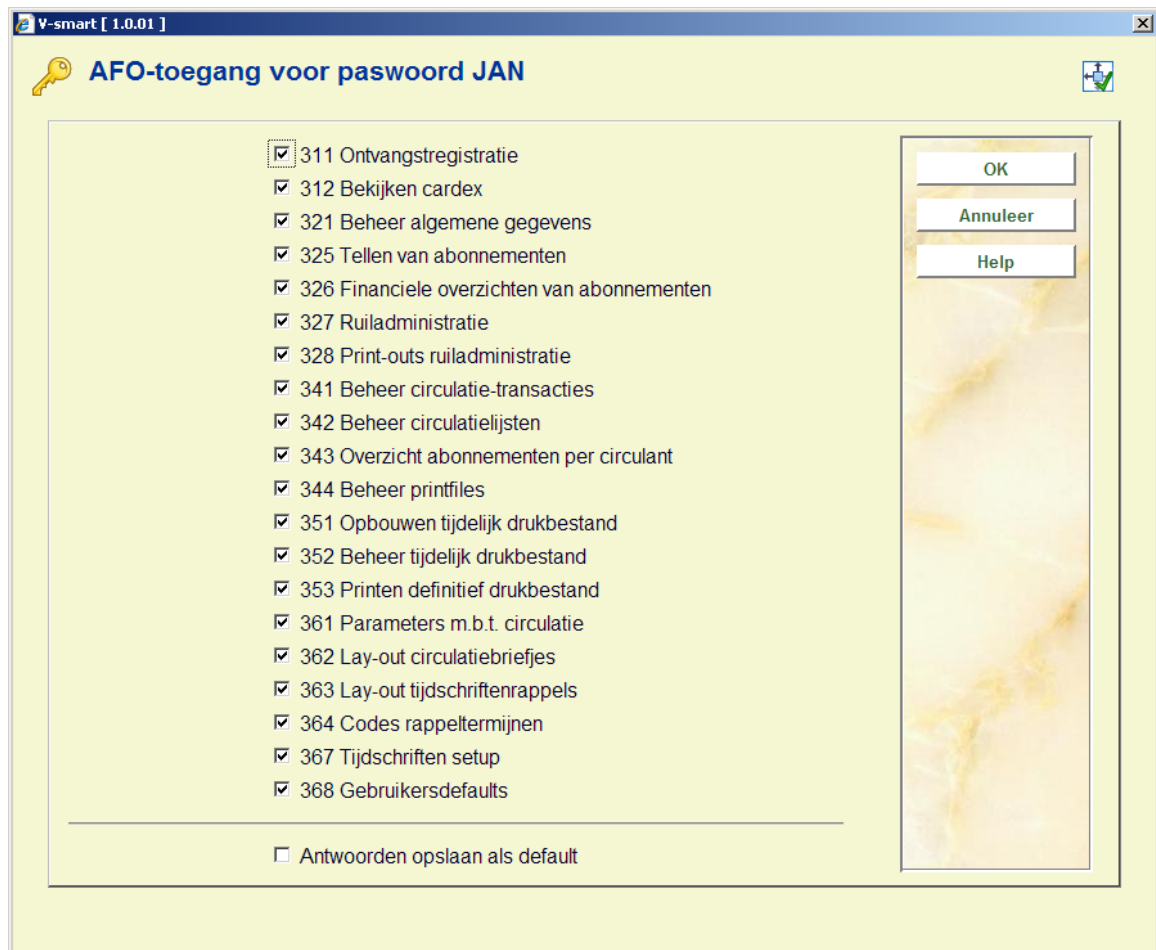 V-smart [ 1.0.01 ]
AFO-toegang voor paswoord JAN
311 Ontvangstregistratie
312 Bekijken cardex
321 Beheer algemene gegevens
325 Tellen van abonnementen
326 Financiele overzichten van abonnementen
327 Ruiladministratie
328 Print-outs ruiladministratie
341 Beheer circulatie-transacties
342 Beheer circulatielijsten
343 Overzicht abonnementen per circulant
344 Beheer printfiles
351 Opbouwen tijdelijk drukbestand
352 Beheer tijdelijk drukbestand
353 Printen definitief drukbestand
361 Parameters m.b.t. circulatie
362 Lay-out circulatiebriefjes
363 Lay-out tijdschriftenrappels
364 Codes rappeltermijnen
367 Tijdschriften setup
368 Gebruikersdefaults
Antwoorden opslaan als default
OK
Annuleer
Help